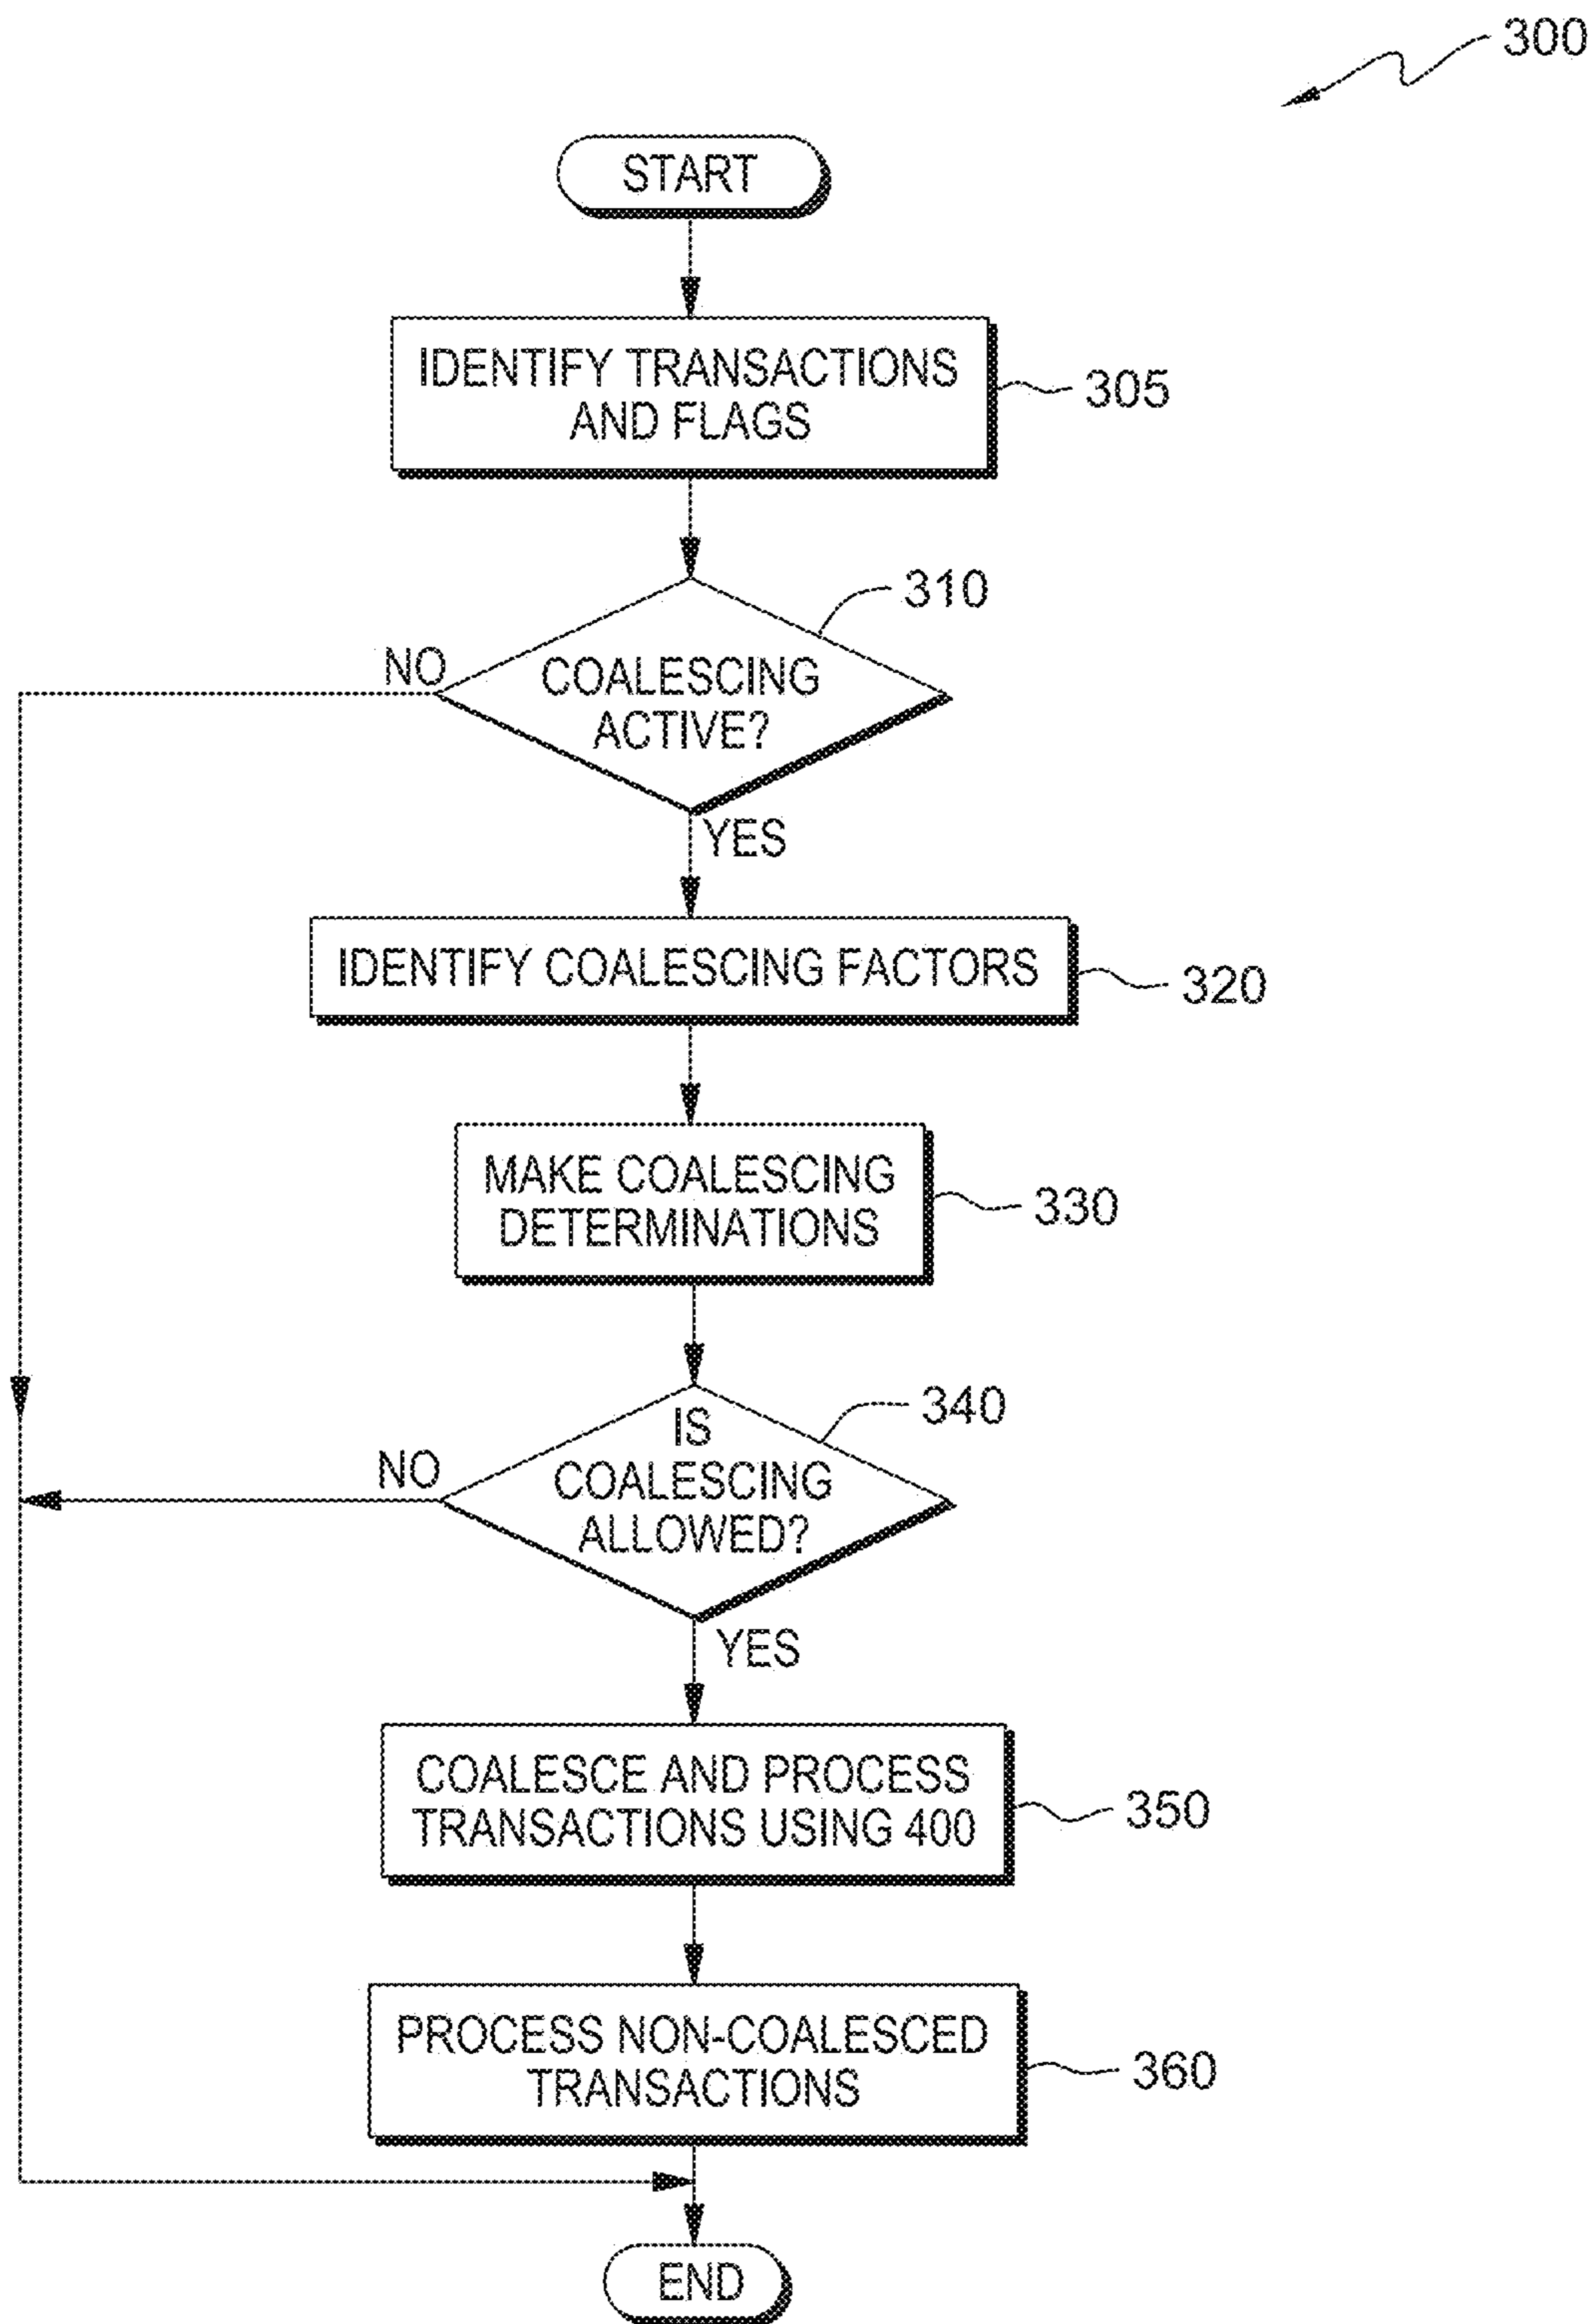 300
START
IDENTIFY TRANSACTIONS
AND FLAGS
305
310
NO
COALESCING
ACTIVE?
YES
IDENTIFY COALESCING FACTORS
320
MAKE COALESCING
DETERMINATIONS
330
340
IS
NO
COALESCING
ALLOWED?
YES
COALESCE AND PROCESS
TRANSACTIONS USING 400
350
PROCESS NON-COALESCED
TRANSACTIONS
360
END